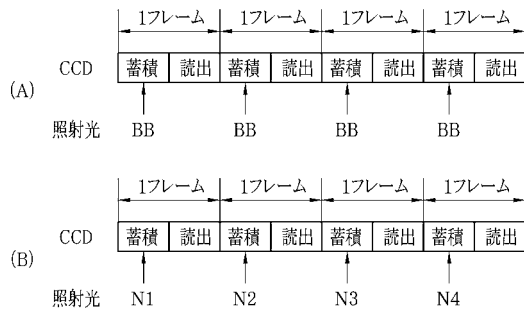 1フレーム 1フレーム 1フレーム 1フレーム
(A) CCD 蓄積 読出 蓄積 読出 蓄積 読出 蓄積 読出
照射光 BB BB BB BB
1フレーム 1フレーム 1フレーム 1フレーム
(B) CCD 蓄積 読出 蓄積 読出 蓄積 読出 蓄積 読出
照射光 N1 N2 N3 N4